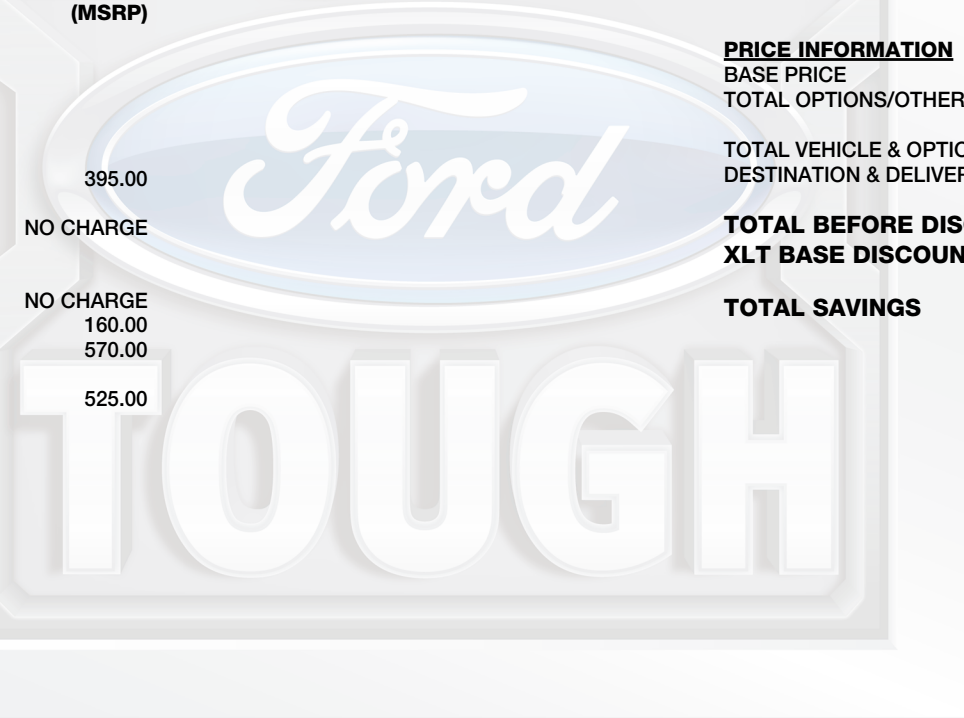 (MSRP)
395.00
NO CHARGE
NO CHARGE
160.00
570.00
525.00
PRICE INFORMATION
BASE PRICE
TOTAL OPTIONS/OTHER
TOTAL VEHICLE & OPTIO
DESTINATION & DELIVER
TOTAL BEFORE DIS
XLT BASE DISCOUN
TOTAL SAVINGS
Ford
TOUGH